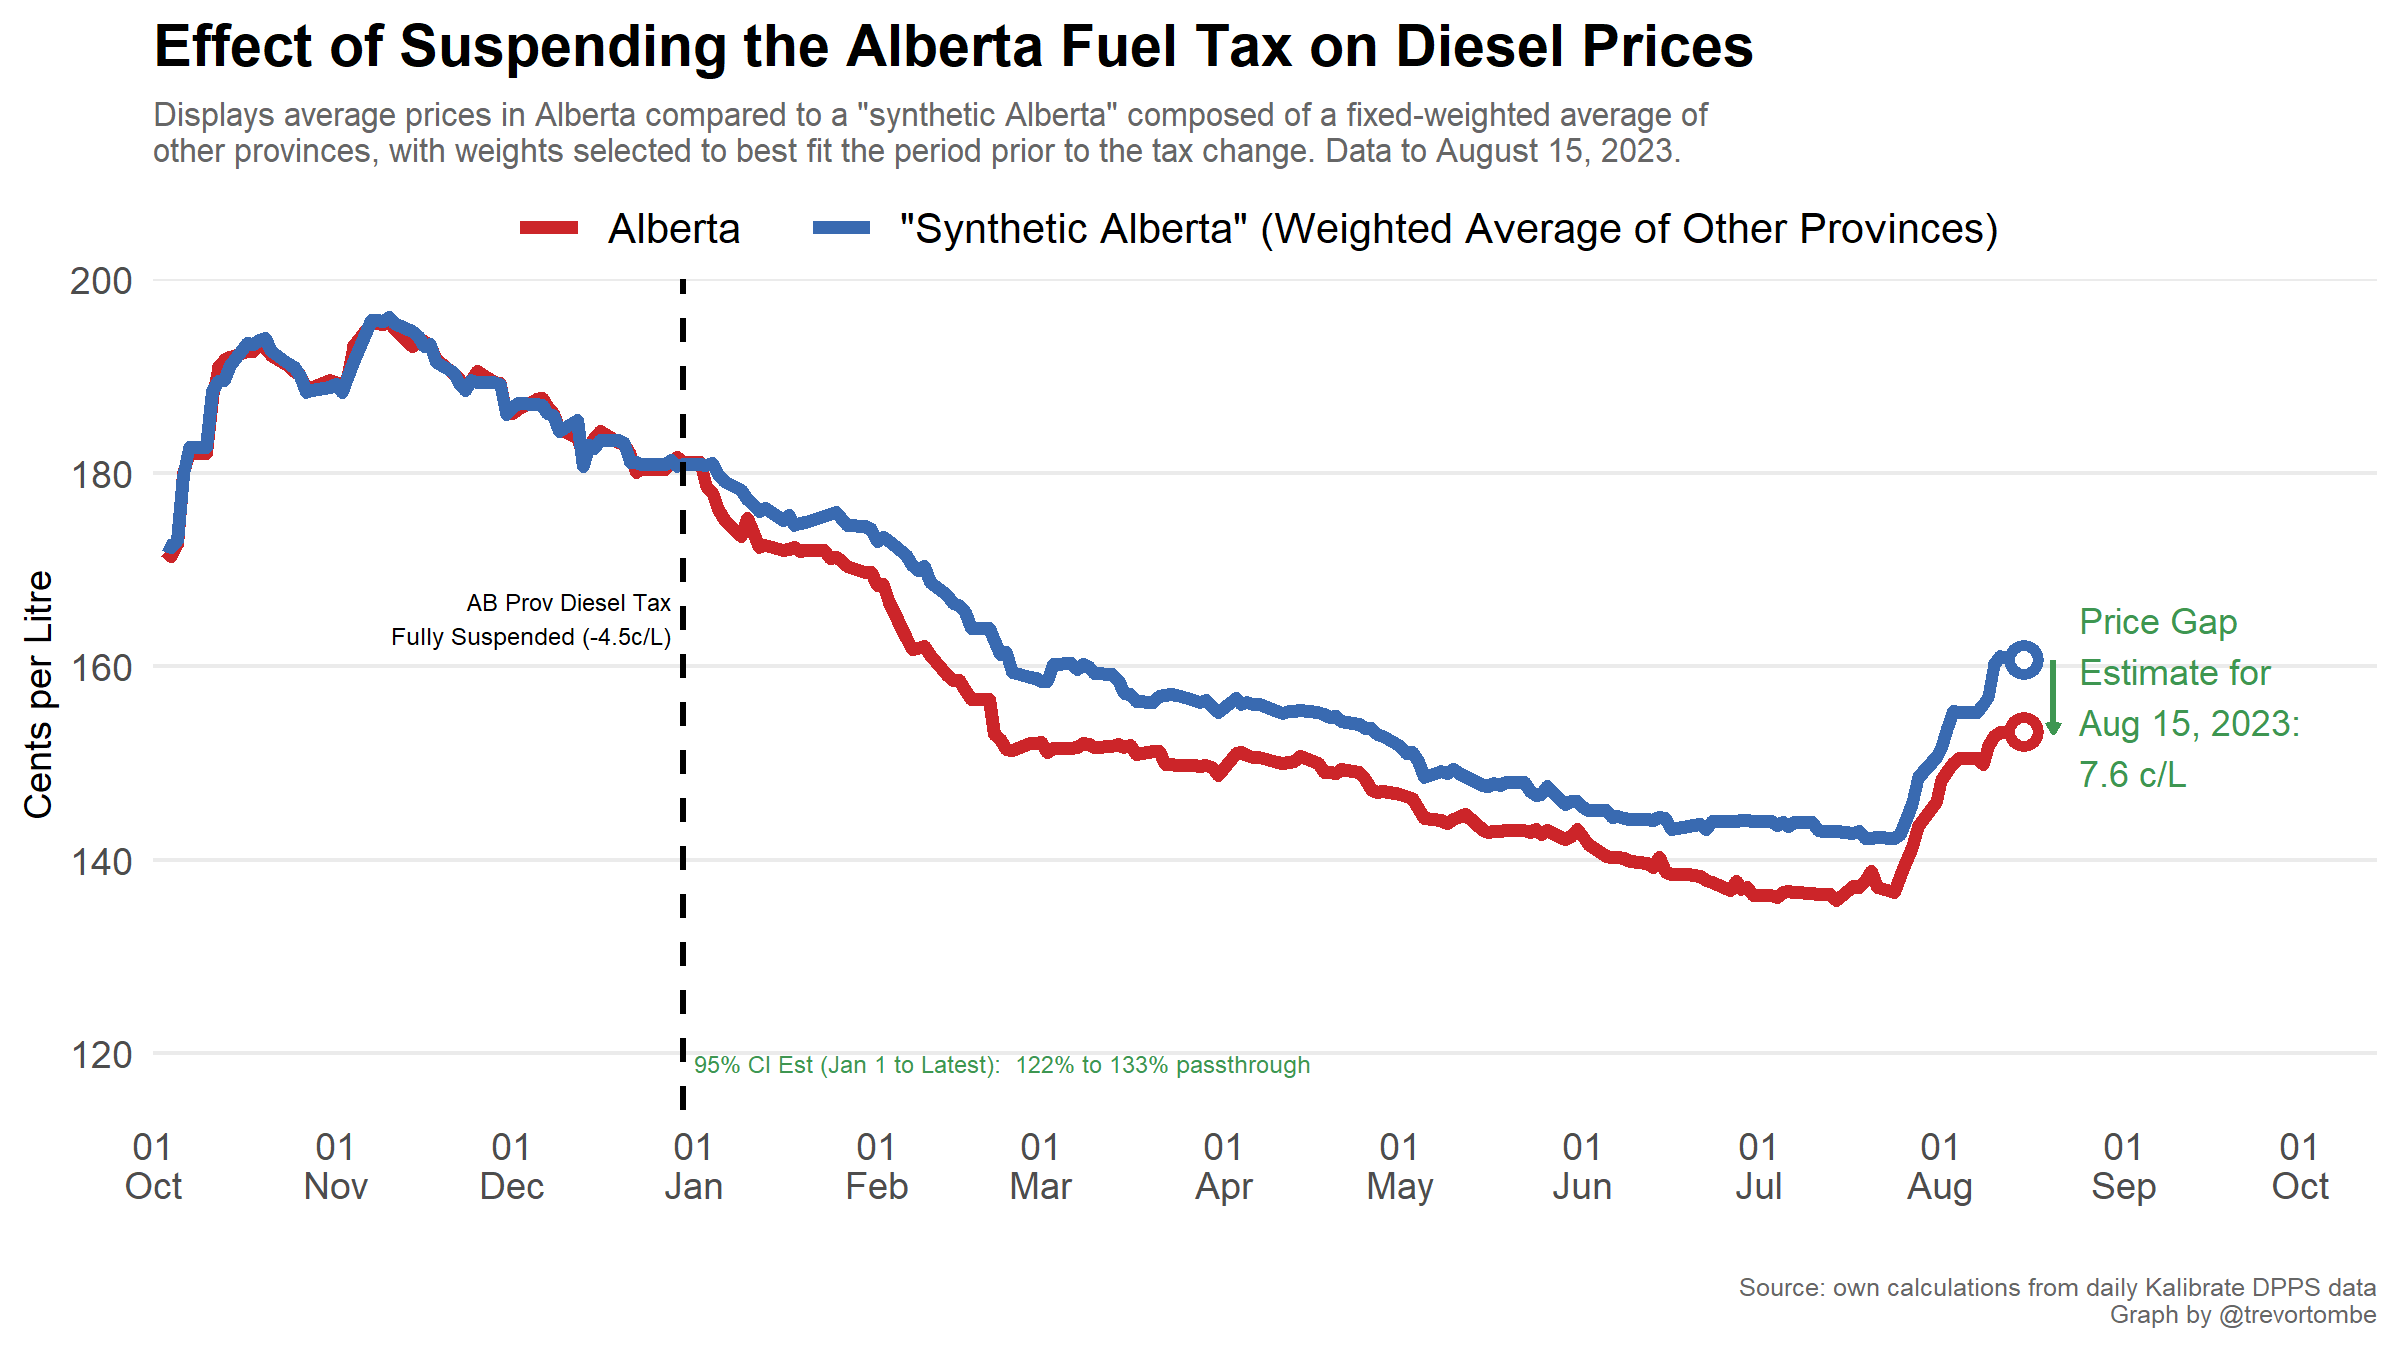 Effect of Suspending the Alberta Fuel Tax on Diesel Prices
Displays average prices in Alberta compared to a "synthetic Alberta" composed of a fixed-weighted average of
other provinces, with weights selected to best fit the period prior to the tax change. Data to August 15, 2023.
Alberta
"Synthetic Alberta" (Weighted Average of Other Provinces)
Cents per Litre
200
180
160
140
120
AB Prov Diesel Tax
Fully Suspended (-4.5c/L)
Price Gap
Estimate for
Aug 15, 2023:
7.6 c/L
95% CI Est (Jan 1 to Latest):  122% to 133% passthrough
01 01 01 01 01 01 01 01 01 01 01 01 01
Oct Nov Dec Jan Feb Mar Apr May Jun Jul Aug Sep Oct
Source: own calculations from daily Kalibrate DPPS data
Graph by @trevortombe